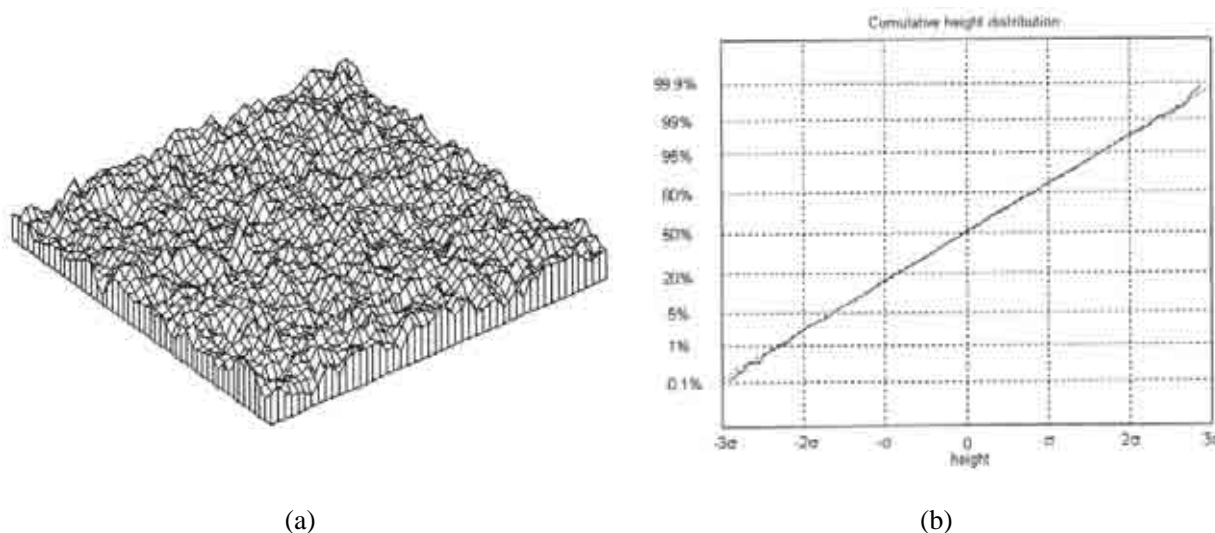 Cumulative height distribution
99.9%
99%
95%
80%
50%
20%
5%
1%
0.1%
-3σ -2σ -σ 0 σ 2σ 3σ
height
(a) (b)